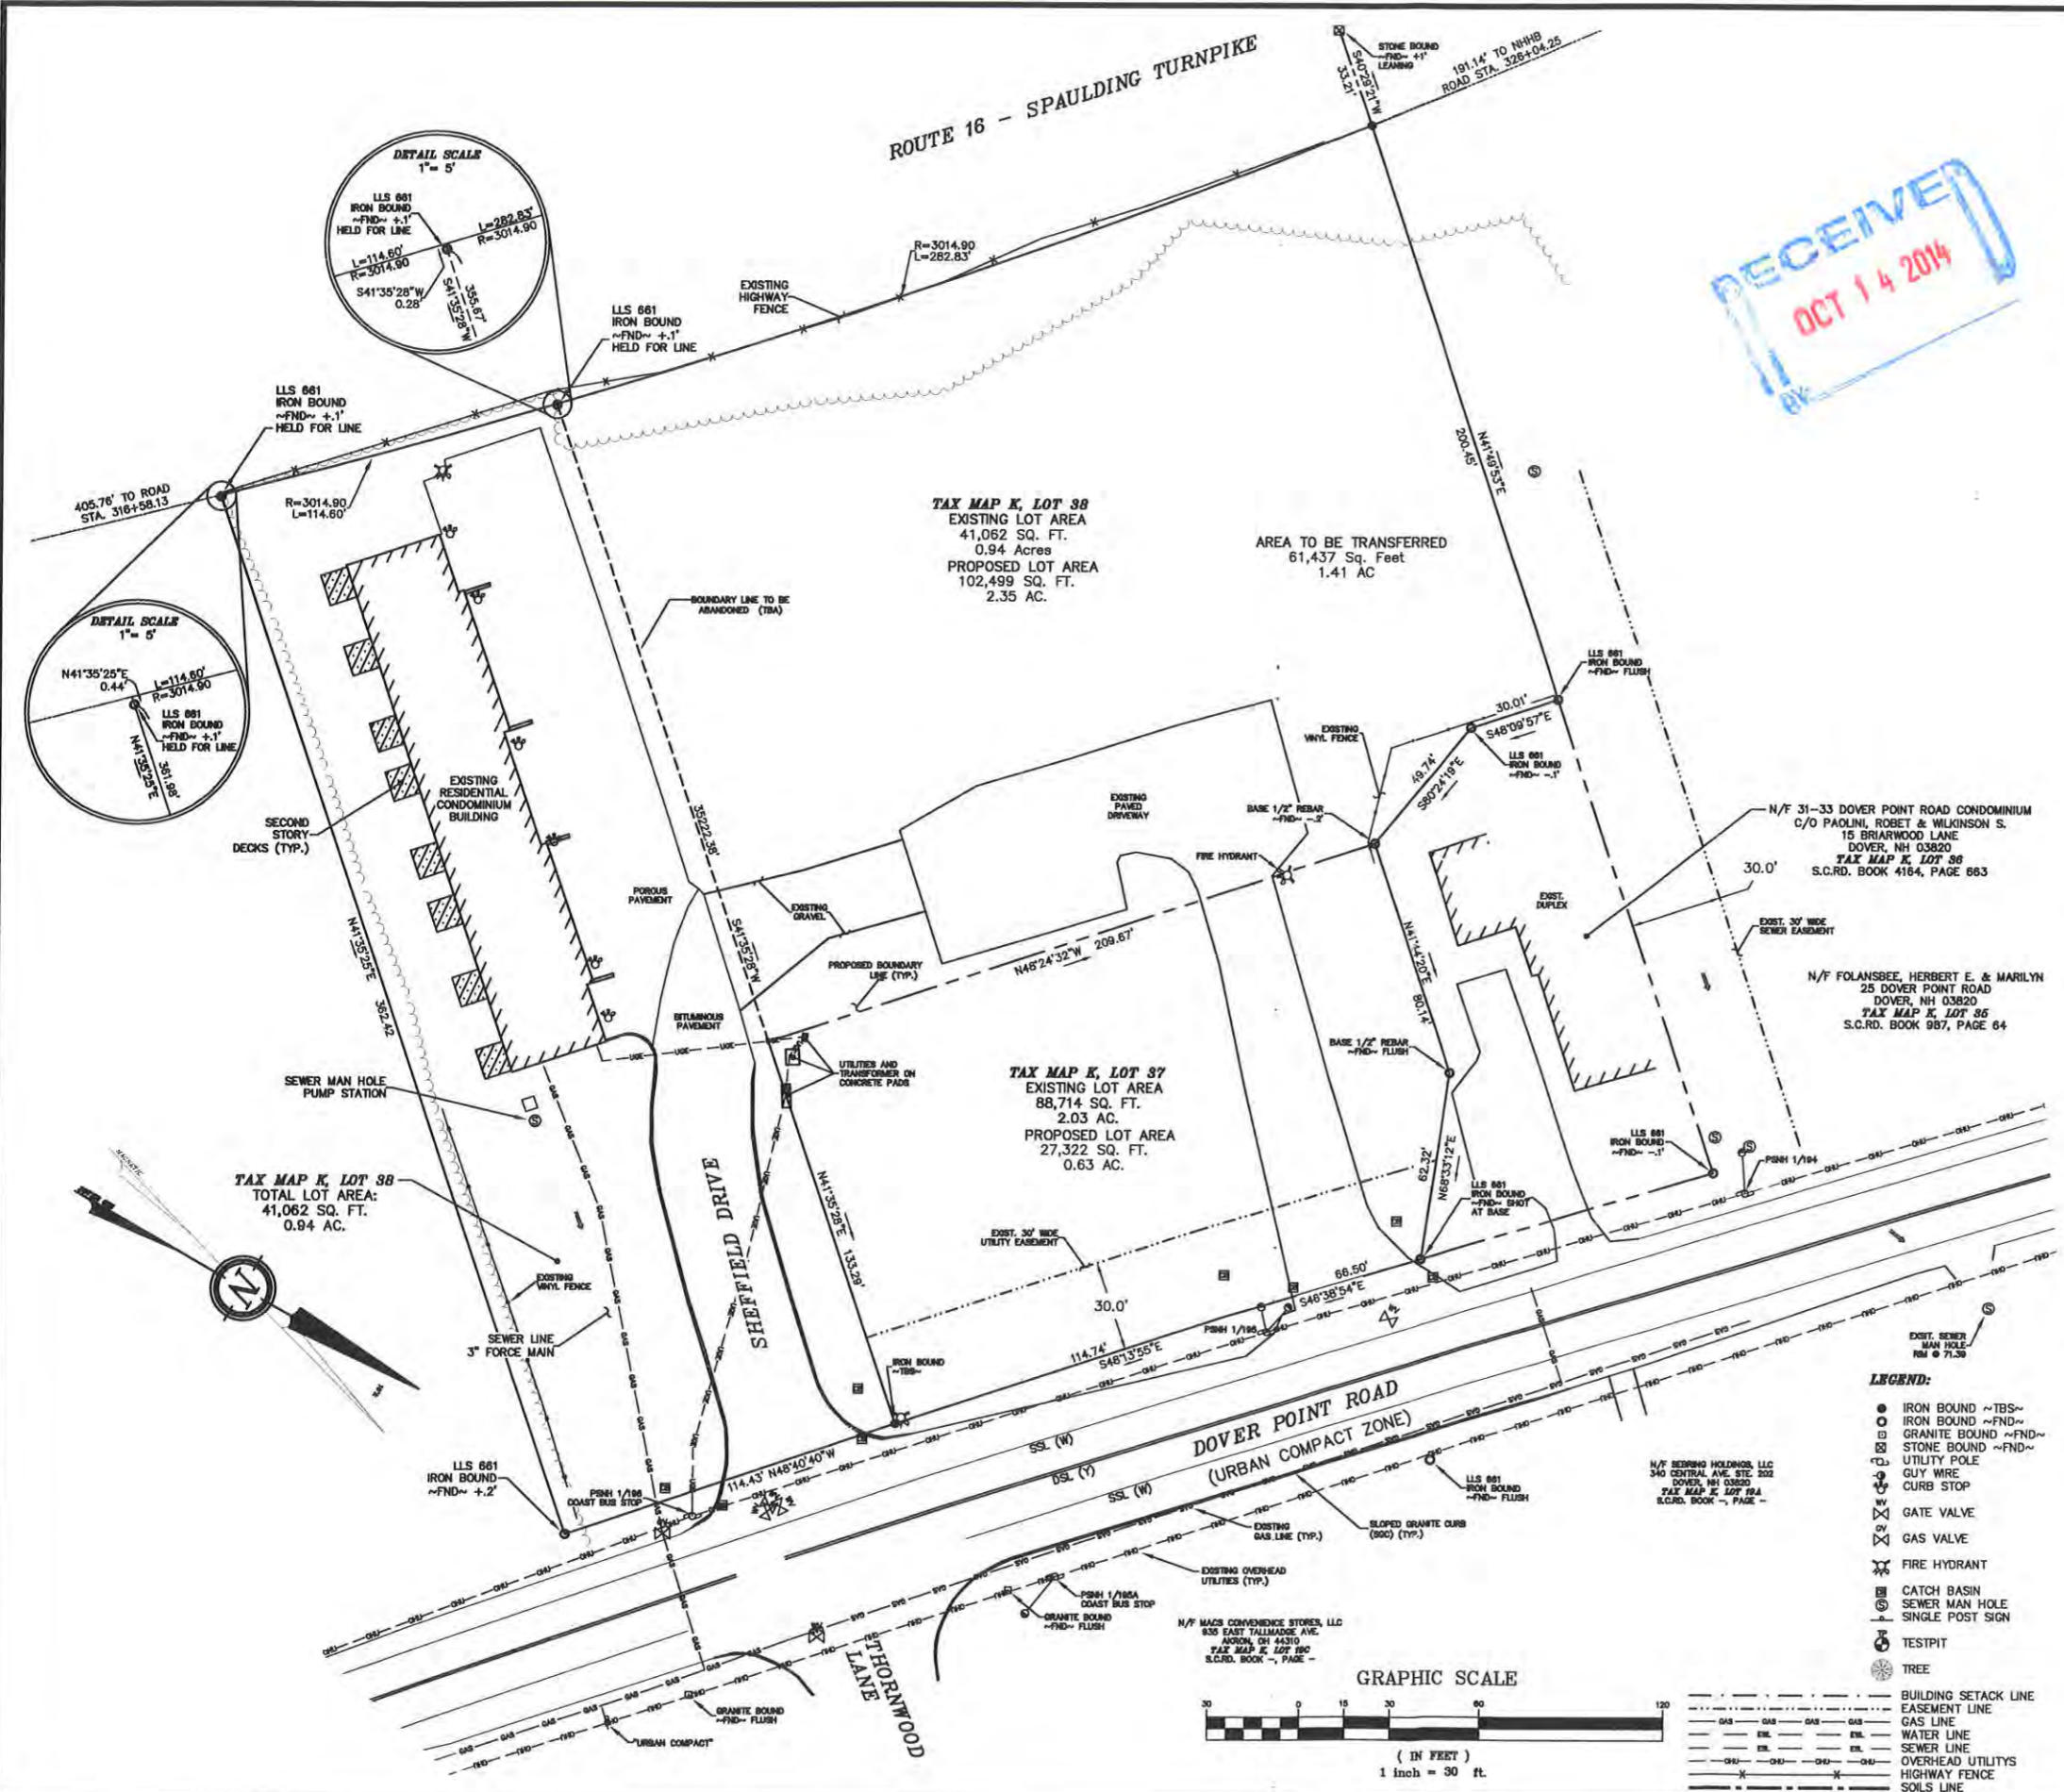 ROUTE 16 - SPAULDING TURNPIKE
STONE BOUND
~FND~ +1'
LEANING
S40°29'21"W
33.21'
191.14' TO NHHB
ROAD STA. 326+04.25
RECEIVED
OCT 14 2014
BY
DETAIL SCALE
1"= 5'
LLS 661
IRON BOUND
~FND~ +.1'
HELD FOR LINE
L=282.83'
R=3014.90
L=114.60'
R=3014.90
S41°35'28"W
0.28'
355.67'
S41°35'28"W
LLS 661
IRON BOUND
~FND~ +.1'
HELD FOR LINE
EXISTING
HIGHWAY
FENCE
R=3014.90
L=282.83'
LLS 661
IRON BOUND
~FND~ +.1'
HELD FOR LINE
405.76' TO ROAD
STA. 316+58.13
R=3014.90
L=114.60'
DETAIL SCALE
1"= 5'
N41°35'25"E
0.44'
L=114.60'
R=3014.90
LLS 661
IRON BOUND
~FND~ +.1'
HELD FOR LINE
N41°35'25"E
361.98'
TAX MAP K, LOT 38
EXISTING LOT AREA
41,062 SQ. FT.
0.94 Acres
PROPOSED LOT AREA
102,499 SQ. FT.
2.35 AC.
AREA TO BE TRANSFERRED
61,437 Sq. Feet
1.41 AC
N41°49'53"E
200.45'
BOUNDARY LINE TO BE
ABANDONED (TBA)
LLS 661
IRON BOUND
~FND~ FLUSH
30.01'
S48°09'57"E
LLS 661
IRON BOUND
~FND~ -.1'
49.74'
S80°24'19"E
EXISTING
VINYL FENCE
BASE 1/2" REBAR
~FND~ -.2'
EXISTING
PAVED
DRIVEWAY
FIRE HYDRANT
EXISTING
RESIDENTIAL
CONDOMINIUM
BUILDING
SECOND
STORY
DECKS (TYP.)
35222.38'
S41°35'28"W
POROUS
PAVEMENT
EXISTING
GRAVEL
PROPOSED BOUNDARY
LINE (TYP.)
N48°24'32"W 209.67'
N41°44'20"E
80.14'
EXIST.
DUPLEX
N/F 31-33 DOVER POINT ROAD CONDOMINIUM
C/O PAOLINI, ROBET & WILKINSON S.
15 BRIARWOOD LANE
DOVER, NH 03820
TAX MAP K, LOT 36
S.C.RD. BOOK 4164, PAGE 663
30.0'
EXIST. 30' WIDE
SEWER EASEMENT
N/F FOLANSBEE, HERBERT E. & MARILYN
25 DOVER POINT ROAD
DOVER, NH 03820
TAX MAP K, LOT 35
S.C.RD. BOOK 987, PAGE 64
N41°35'25"E
362.42
BITUMINOUS
PAVEMENT
UTILITIES AND
TRANSFORMER ON
CONCRETE PADS
BASE 1/2" REBAR
~FND~ FLUSH
SEWER MAN HOLE
PUMP STATION
TAX MAP K, LOT 37
EXISTING LOT AREA
88,714 SQ. FT.
2.03 AC.
PROPOSED LOT AREA
27,322 SQ. FT.
0.63 AC.
LLS 661
IRON BOUND
~FND~ -.1'
PSNH 1/194
62.32'
N68°33'12"E
LLS 661
IRON BOUND
~FND~ SHOT
AT BASE
MAGNETIC
N
TAX MAP K, LOT 38
TOTAL LOT AREA:
41,062 SQ. FT.
0.94 AC.
EXISTING
VINYL FENCE
SEWER LINE
3" FORCE MAIN
SHEFFIELD DRIVE
N41°35'28"E 133.29'
EXIST. 30' WIDE
UTILITY EASEMENT
30.0'
66.50'
S46°38'54"E
PSNH 1/195
114.74'
S48°13'55"E
IRON BOUND
~TBS~
EXIST. SEWER
MAN HOLE
RIM @ 71.39
LLS 661
IRON BOUND
~FND~ +.2'
PSNH 1/196
COAST BUS STOP
114.43' N48°40'40"W
SSL (W)
DSL (Y)
SSL (W)
DOVER POINT ROAD
(URBAN COMPACT ZONE)
LLS 661
IRON BOUND
~FND~ FLUSH
EXISTING
GAS LINE (TYP.)
SLOPED GRANITE CURB
(SGC) (TYP.)
EXISTING OVERHEAD
UTILITIES (TYP.)
N/F SEBRING HOLDINGS, LLC
340 CENTRAL AVE. STE. 202
DOVER, NH 03820
TAX MAP K, LOT 19A
S.C.RD. BOOK -, PAGE -
PSNH 1/195A
COAST BUS STOP
GRANITE BOUND
~FND~ FLUSH
N/F MACS CONVENIENCE STORES, LLC
935 EAST TALLMADGE AVE.
AKRON, OH 44310
TAX MAP K, LOT 19C
S.C.RD. BOOK -, PAGE -
THORNWOOD
LANE
GRANITE BOUND
~FND~ FLUSH
"URBAN COMPACT"
GRAPHIC SCALE
30 0 15 30 60 120
( IN FEET )
1 inch = 30 ft.
LEGEND:
IRON BOUND ~TBS~
IRON BOUND ~FND~
GRANITE BOUND ~FND~
STONE BOUND ~FND~
UTILITY POLE
GUY WIRE
CURB STOP
WV
GATE VALVE
GV
GAS VALVE
FIRE HYDRANT
CATCH BASIN
SEWER MAN HOLE
SINGLE POST SIGN
TP
TESTPIT
TREE
BUILDING SETACK LINE
EASEMENT LINE
GAS GAS GAS GAS GAS LINE
WATER LINE
SEWER LINE
OHU OHU OHU OHU OVERHEAD UTILITYS
HIGHWAY FENCE
SOILS LINE